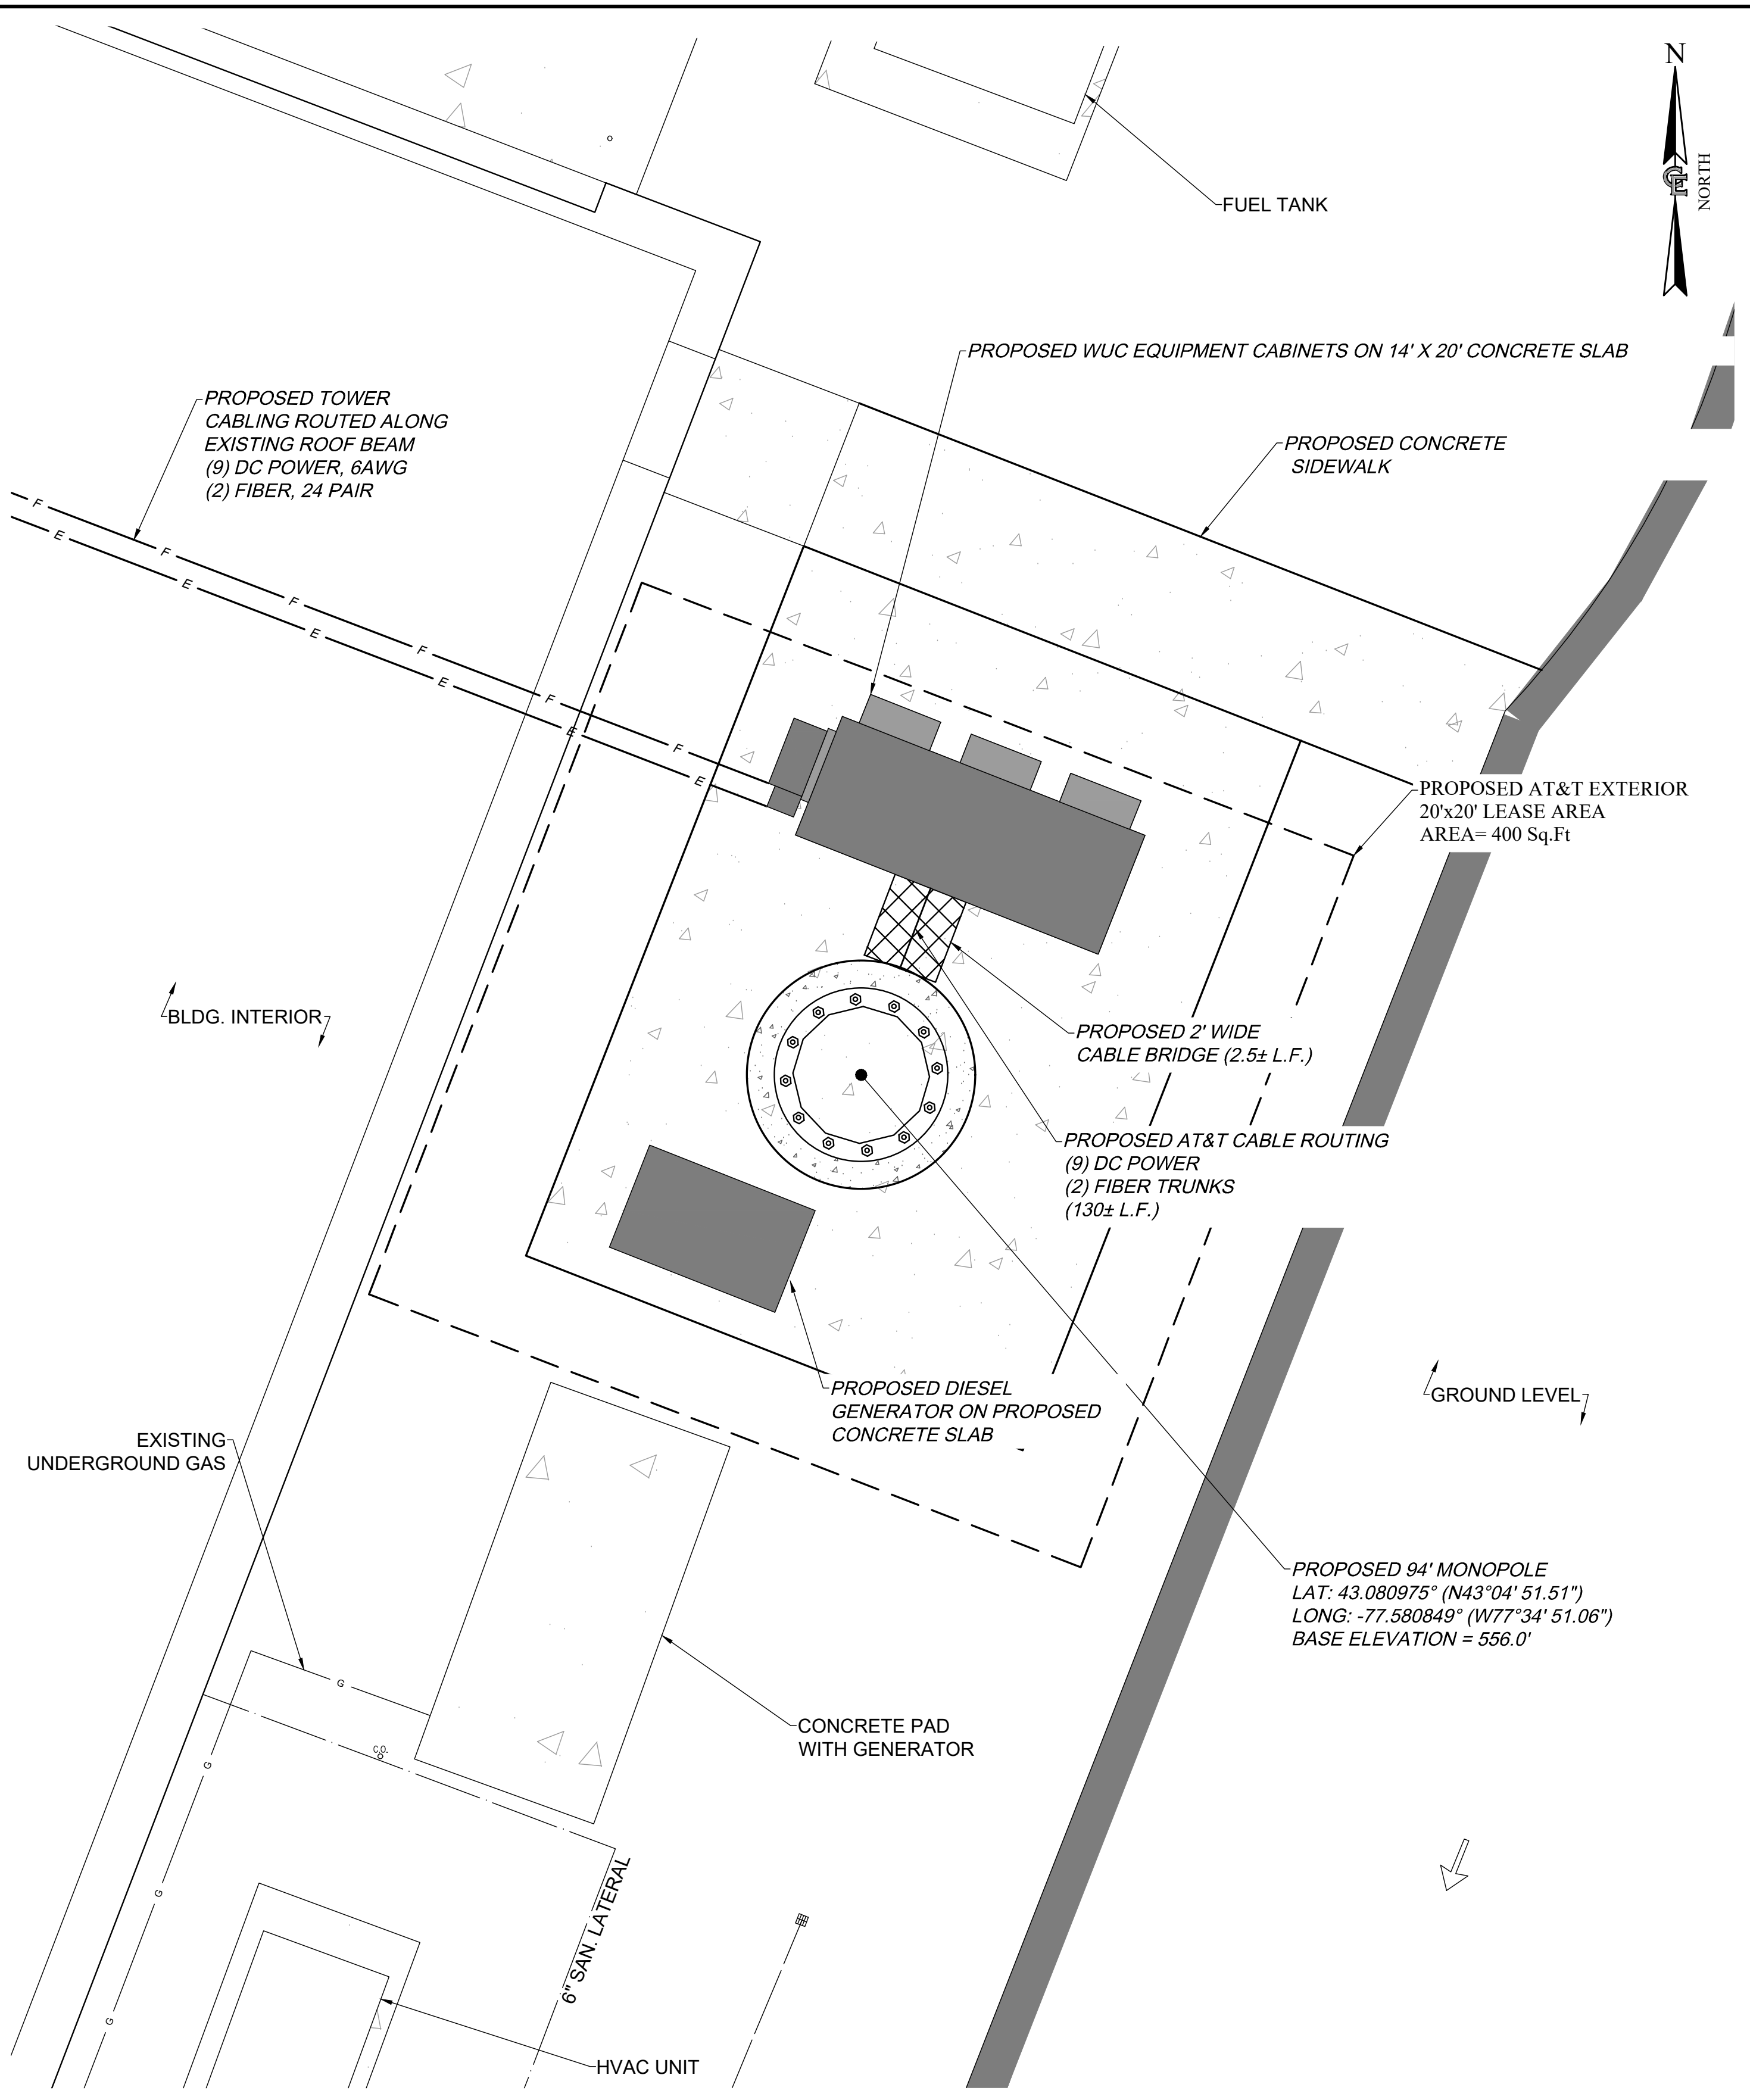 N
NORTH
CE
FUEL TANK
PROPOSED WUC EQUIPMENT CABINETS ON 14' X 20' CONCRETE SLAB
PROPOSED TOWER
CABLING ROUTED ALONG
EXISTING ROOF BEAM
(9) DC POWER, 6AWG
(2) FIBER, 24 PAIR
PROPOSED CONCRETE
SIDEWALK
F
F
F
F
F
F
E
E
E
E
E
E
PROPOSED AT&T EXTERIOR
20'x20' LEASE AREA
AREA= 400 Sq.Ft
BLDG. INTERIOR
PROPOSED 2' WIDE
CABLE BRIDGE (2.5± L.F.)
PROPOSED AT&T CABLE ROUTING
(9) DC POWER
(2) FIBER TRUNKS
(130± L.F.)
PROPOSED DIESEL
GENERATOR ON PROPOSED
CONCRETE SLAB
GROUND LEVEL
EXISTING
UNDERGROUND GAS
PROPOSED 94' MONOPOLE
LAT: 43.080975° (N43°04' 51.51")
LONG: -77.580849° (W77°34' 51.06")
BASE ELEVATION = 556.0'
G
CONCRETE PAD
WITH GENERATOR
C.O.
G
G
G
6" SAN. LATERAL
HVAC UNIT